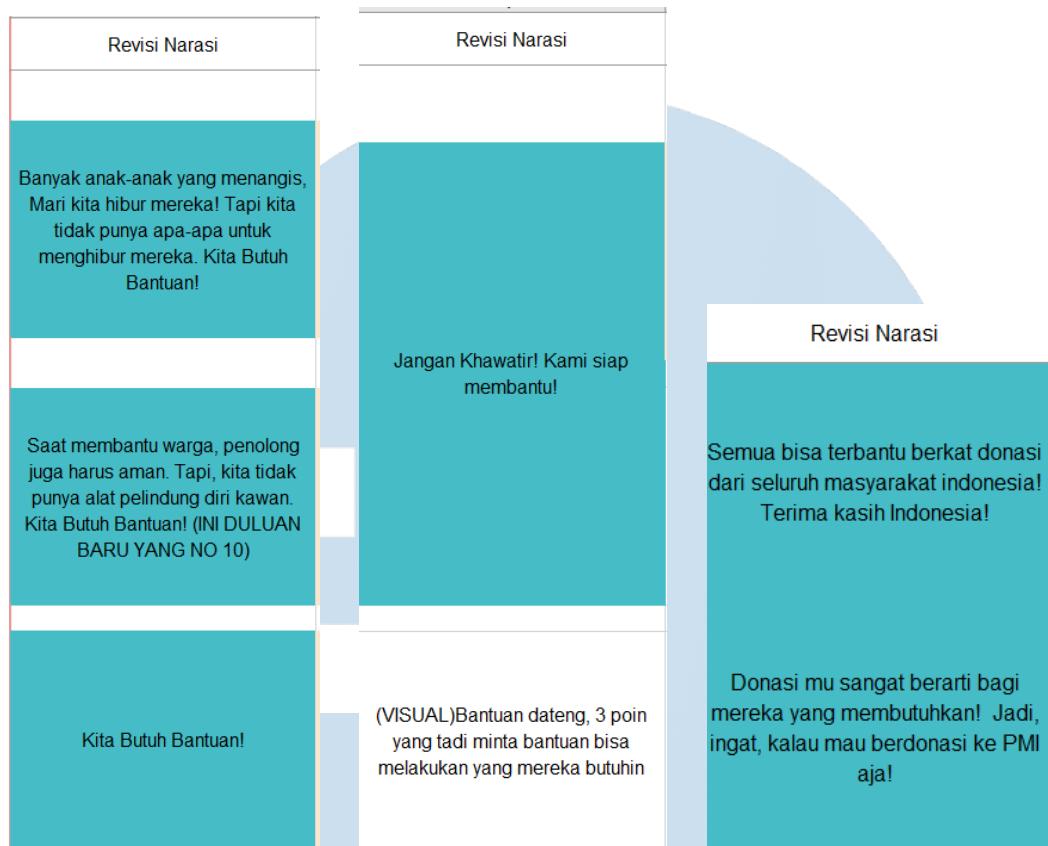 Revisi Narasi
Banyak anak-anak yang menangis,
Mari kita hibur mereka! Tapi kita
tidak punya apa-apa untuk
menghibur mereka. Kita Butuh
Bantuan!
Saat membantu warga, penolong
juga harus aman. Tapi, kita tidak
punya alat pelindung diri kawan.
Kita Butuh Bantuan! (INI DULUAN
BARU YANG NO 10)
Kita Butuh Bantuan!
Revisi Narasi
Jangan Khawatir! Kami siap
membantu!
(VISUAL)Bantuan dateng, 3 poin
yang tadi minta bantuan bisa
melakukan yang mereka butuhin
Revisi Narasi
Semua bisa terbantu berkat donasi
dari seluruh masyarakat indonesia!
Terima kasih Indonesia!
Donasi mu sangat berarti bagi
mereka yang membutuhkan! Jadi,
ingat, kalau mau berdonasi ke PMI
aja!